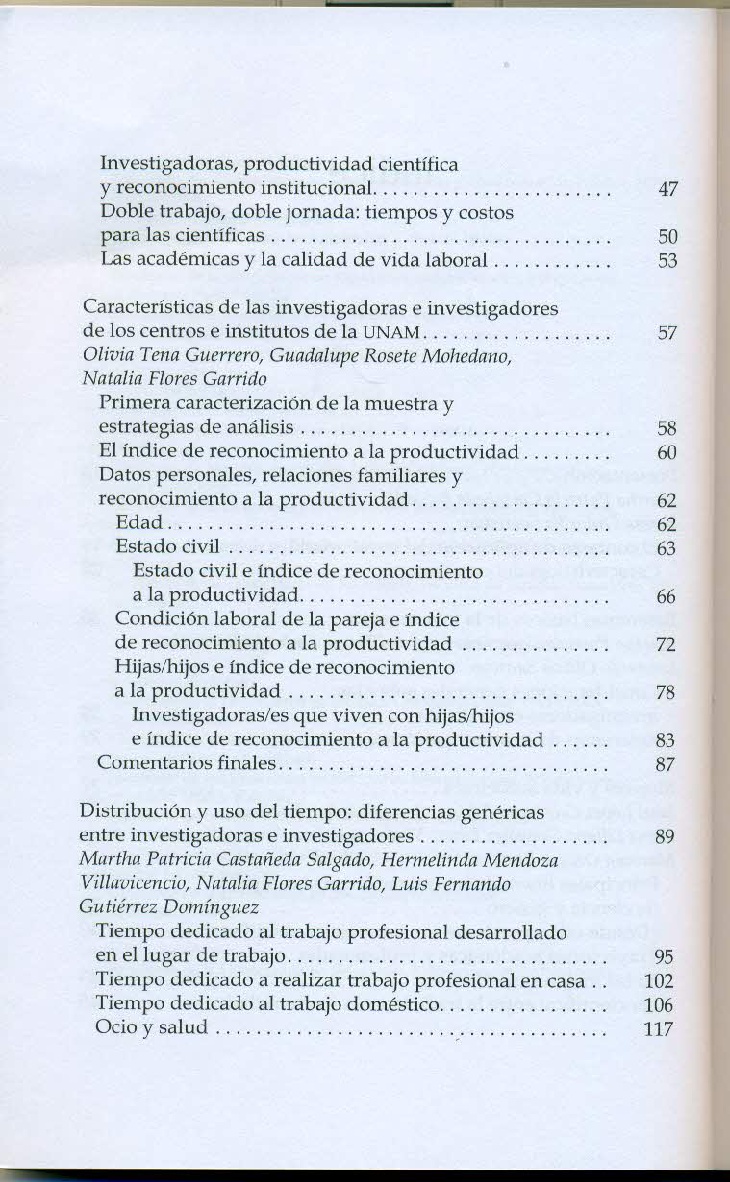 Investigadoras, productividad científica
y reconocimiento institucional. . . . . . . . . . . . . . . . . . . . . . . . 47
Doble trabajo, doble jornada: tiempos y costos
para las científicas . . . . . . . . . . . . . . . . . . . . . . . . . . . . . . . . . . 50
Las académicas y la calidad de vida laboral . . . . . . . . . . . . 53
Características de las investigadoras e investigadores
de los centros e institutos de la UNAM . . . . . . . . . . . . . . . . . . . 57
Olivia Tena Guerrero, Guadalupe Rosete Mohedano,
Natalia Flores Garrido
Primera caracterización de la muestra y
estrategias de análisis . . . . . . . . . . . . . . . . . . . . . . . . . . . . . . . 58
El índice de reconocimiento a la productividad . . . . . . . . . 60
Datos personales, relaciones familiares y
reconocimiento a la productividad . . . . . . . . . . . . . . . . . . . . 62
Edad . . . . . . . . . . . . . . . . . . . . . . . . . . . . . . . . . . . . . . . . . . . . 62
Estado civil . . . . . . . . . . . . . . . . . . . . . . . . . . . . . . . . . . . . . . 63
Estado civil e índice de reconocimiento
a la productividad. . . . . . . . . . . . . . . . . . . . . . . . . . . . . . . 66
Condición laboral de la pareja e índice
de reconocimiento a la productividad . . . . . . . . . . . . . . . 72
Hijas/hijos e índice de reconocimiento
a la productividad . . . . . . . . . . . . . . . . . . . . . . . . . . . . . . . . 78
Investigadoras/es que viven con hijas/hijos
e índice de reconocimiento a la productividad . . . . . . 83
Comentarios finales . . . . . . . . . . . . . . . . . . . . . . . . . . . . . . . . . 87
Distribución y uso del tiempo: diferencias genéricas
entre investigadoras e investigadores . . . . . . . . . . . . . . . . . . . 89
Martha Patricia Castañeda Salgado, Hermelinda Mendoza
Villavicencio, Natalia Flores Garrido, Luis Fernando
Gutiérrez Domínguez
Tiempo dedicado al trabajo profesional desarrollado
en el lugar de trabajo. . . . . . . . . . . . . . . . . . . . . . . . . . . . . . . . 95
Tiempo dedicado a realizar trabajo profesional en casa . . 102
Tiempo dedicado al trabajo doméstico. . . . . . . . . . . . . . . . . 106
Ocio y salud . . . . . . . . . . . . . . . . . . . . . . . . . . . . . . . . . . . . . . . 117